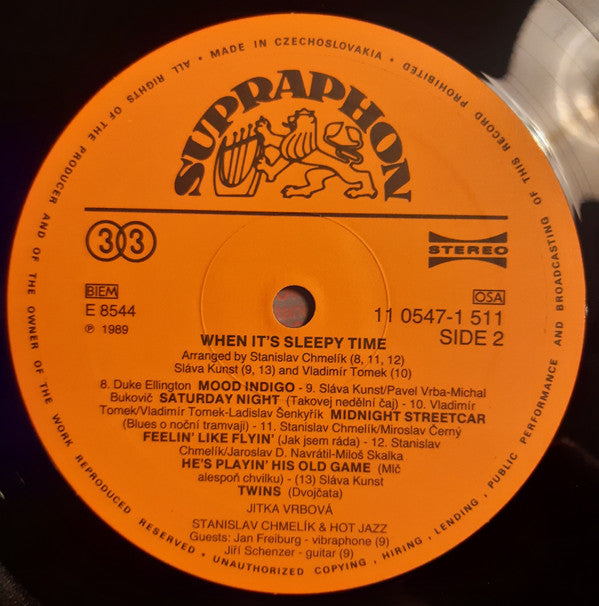 ALL RIGHTS OF THE PRODUCER AND OF THE OWNER OF THE WORK REPRODUCED RESERVED • UNAUTHORIZED COPYING, HIRING, LENDING, PUBLIC PERFORMANCE AND BROADCASTING OF THIS RECORD PROHIBITED • MADE IN CZECHOSLOVAKIA •
SUPRAPHON
33
STEREO
BIEM
E 8544
℗ 1989
OSA
11 0547-1 511
SIDE 2
WHEN IT'S SLEEPY TIME
Arranged by Stanislav Chmelík (8, 11, 12)
Sláva Kunst (9, 13) and Vladimír Tomek (10)
8. Duke Ellington MOOD INDIGO - 9. Sláva Kunst/Pavel Vrba-Michal
Bukovič SATURDAY NIGHT (Takovej nedělní čaj) - 10. Vladimír
Tomek/Vladimír Tomek-Ladislav Šenkyřík MIDNIGHT STREETCAR
(Blues o noční tramvaji) - 11. Stanislav Chmelík/Miroslav Černý
FEELIN' LIKE FLYIN' (Jak jsem ráda) - 12. Stanislav
Chmelík/Jaroslav D. Navrátil-Miloš Skalka
HE'S PLAYIN' HIS OLD GAME (Mlč
alespoň chvilku) - (13) Sláva Kunst
TWINS (Dvojčata)
JITKA VRBOVÁ
STANISLAV CHMELÍK & HOT JAZZ
Guests: Jan Freiburg - vibraphone (9)
Jiří Schenzer - guitar (9)